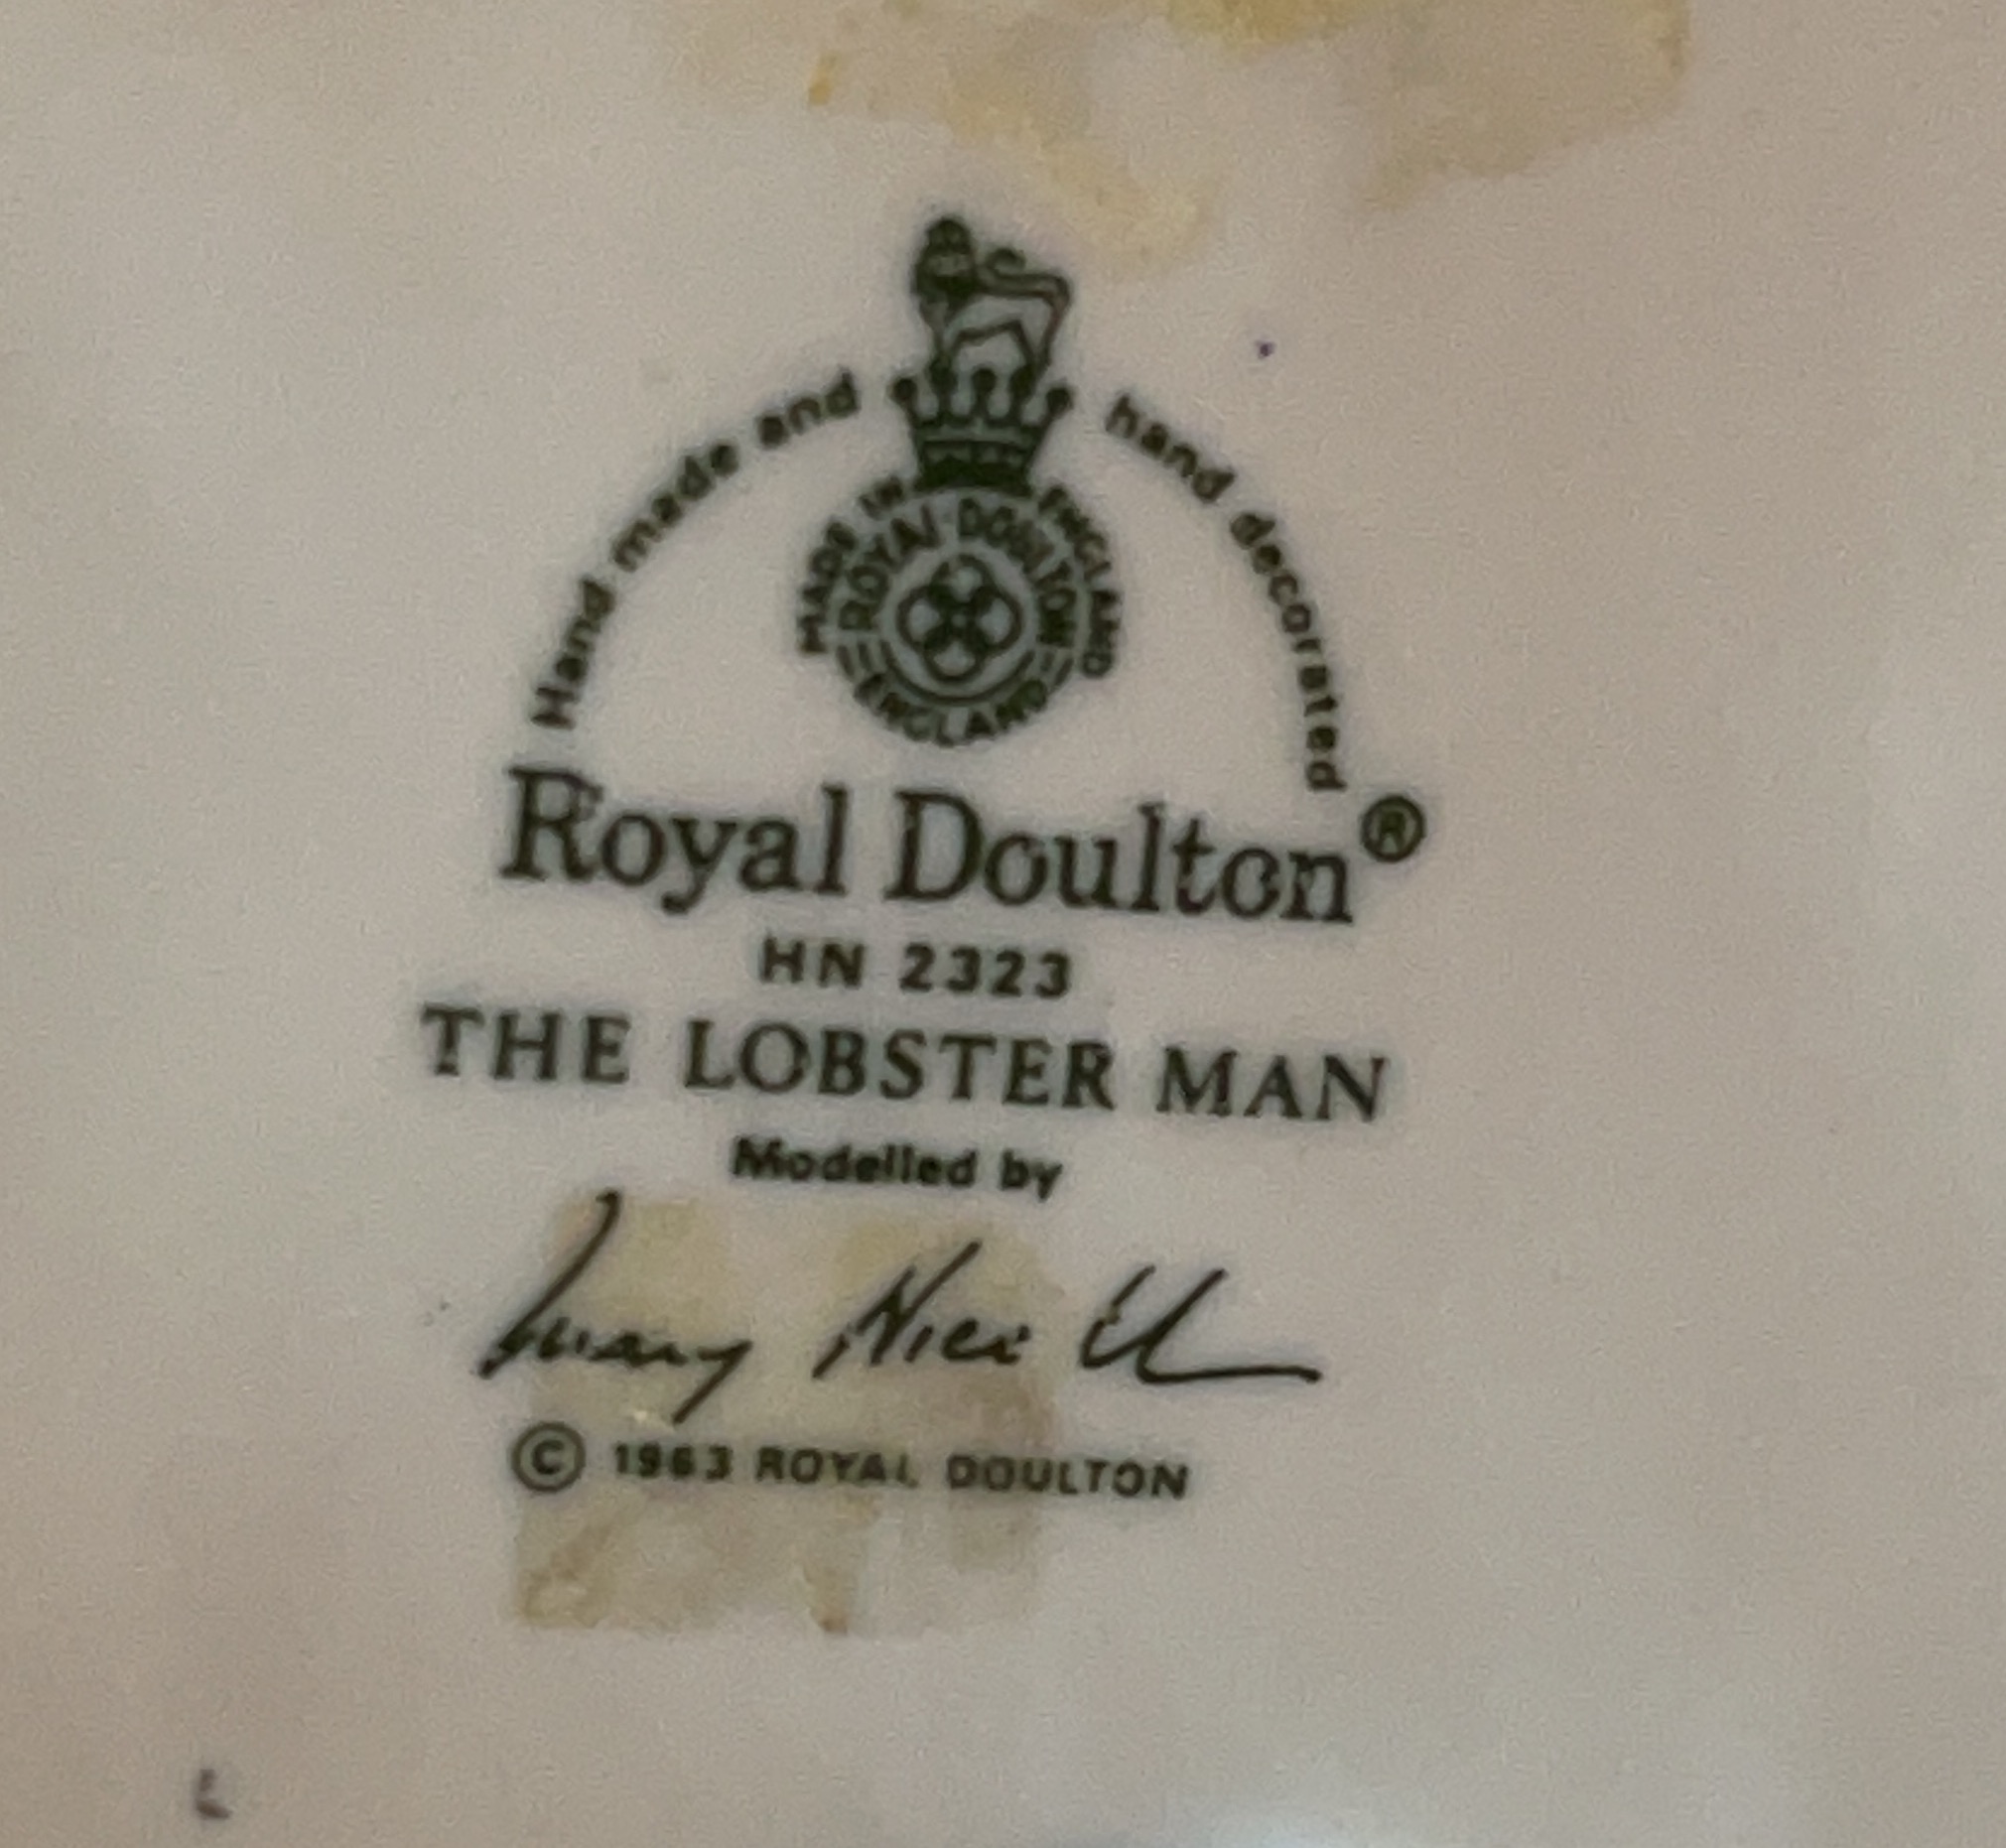 Hand made and hand decorated
MADE IN ENGLAND
ROYAL DOULTON
ENGLAND
Royal Doulton®
HN 2323
THE LOBSTER MAN
Modelled by
© 1963 ROYAL DOULTON